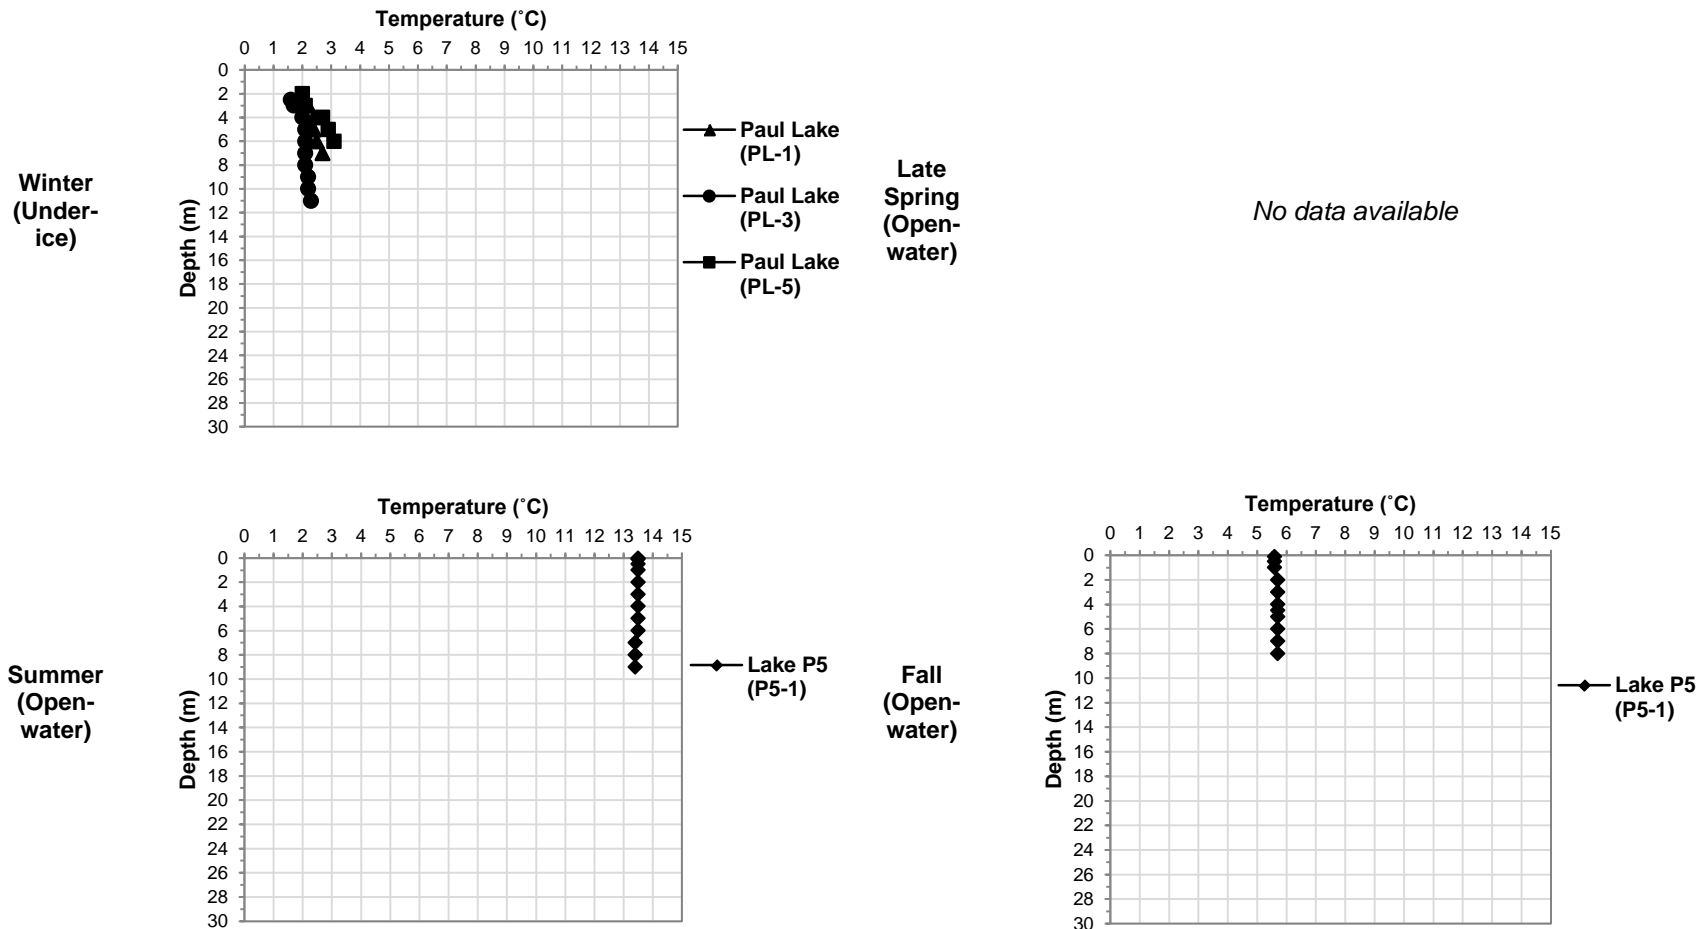 Temperature (˚C)
0 1 2 3 4 5 6 7 8 9 10 11 12 13 14 15
0
2
4
6
8
10
12
14
16
18
20
22
24
26
28
30
Depth (m)
Winter
(Under-
ice)
Paul Lake
(PL-1)
Paul Lake
(PL-3)
Paul Lake
(PL-5)
Late
Spring
(Open-
water)
No data available
Temperature (˚C)
0 1 2 3 4 5 6 7 8 9 10 11 12 13 14 15
0
2
4
6
8
10
12
14
16
18
20
22
24
26
28
30
Depth (m)
Summer
(Open-
water)
Lake P5
(P5-1)
Temperature (˚C)
0 1 2 3 4 5 6 7 8 9 10 11 12 13 14 15
0
2
4
6
8
10
12
14
16
18
20
22
24
26
28
30
Depth (m)
Fall
(Open-
water)
Lake P5
(P5-1)